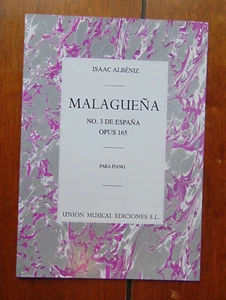 ISAAC ALBÉNIZ
MALAGUEÑA
NO. 3 DE ESPAÑA
OPUS 165
PARA PIANO
UNION MUSICAL EDICIONES S.L.